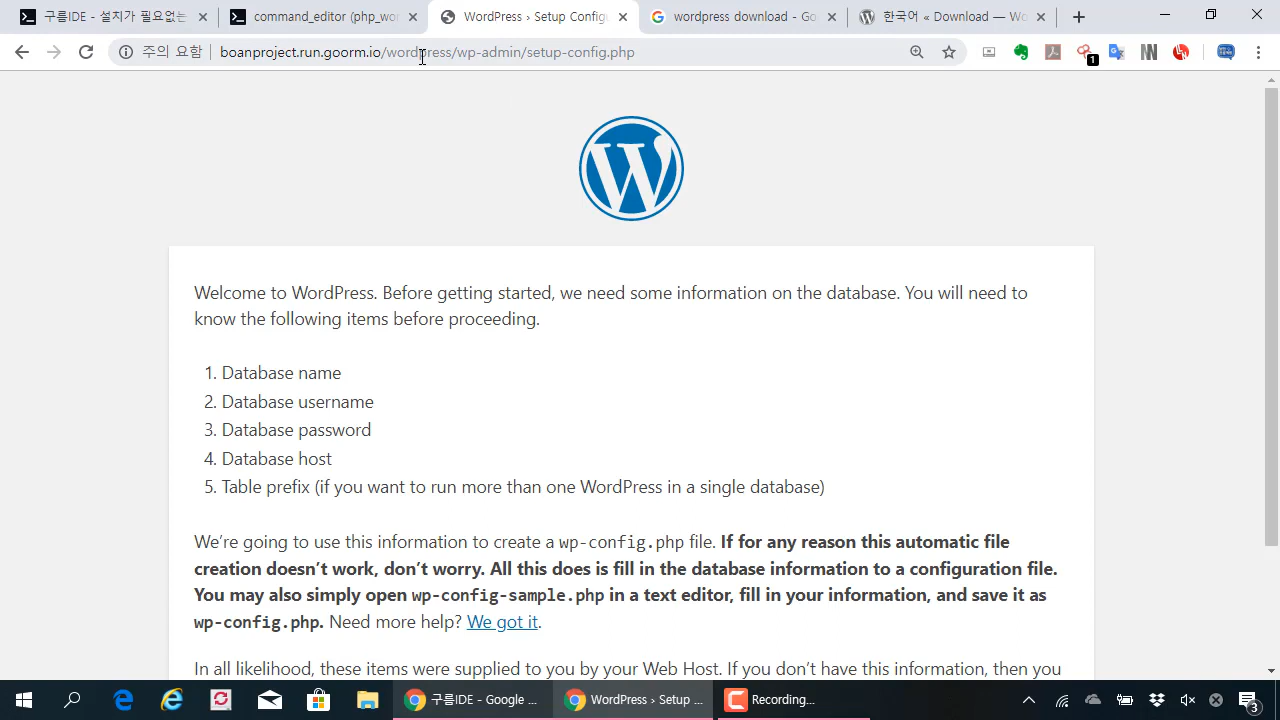 구름IDE - 설치가 필요없는
command_editor (php_wo
WordPress › Setup Config
wordpress download - Go
한국어 « Download — Wo
주의 요함
boanproject.run.goorm.io/wordpress/wp-admin/setup-config.php
1
W
Welcome to WordPress. Before getting started, we need some information on the database. You will need to
know the following items before proceeding.
1. Database name
2. Database username
3. Database password
4. Database host
5. Table prefix (if you want to run more than one WordPress in a single database)
We’re going to use this information to create a wp-config.php file. If for any reason this automatic file
creation doesn’t work, don’t worry. All this does is fill in the database information to a configuration file.
You may also simply open wp-config-sample.php in a text editor, fill in your information, and save it as
wp-config.php. Need more help? We got it.
In all likelihood, these items were supplied to you by your Web Host. If you don’t have this information, then you
구름IDE - Google ...
WordPress › Setup ...
Recording...
3